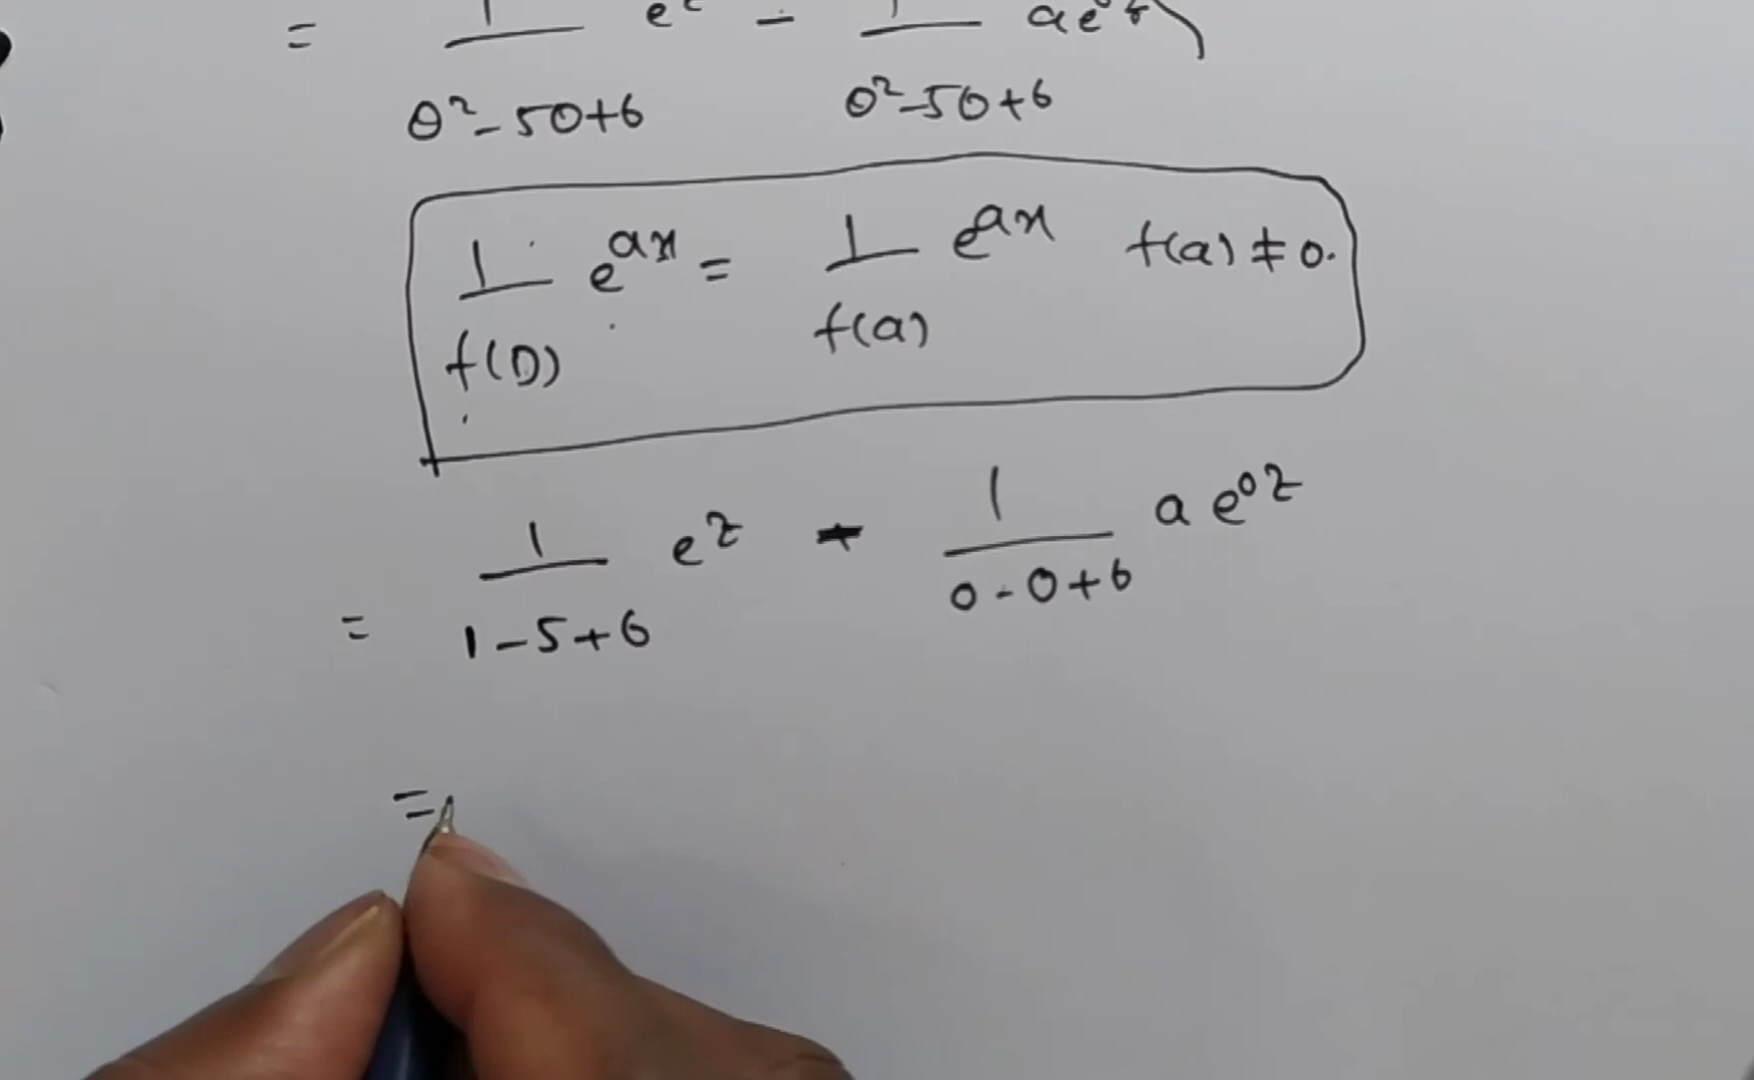 = 1/(θ² - 5θ + 6) e^z - 1/(θ² - 5θ + 6) a e^{0z}
1/f(D) e^{ax} = 1/f(a) e^{ax} f(a) ≠ 0.
= 1/(1 - 5 + 6) e^z - 1/(0 - 0 + 6) a e^{0z}
=